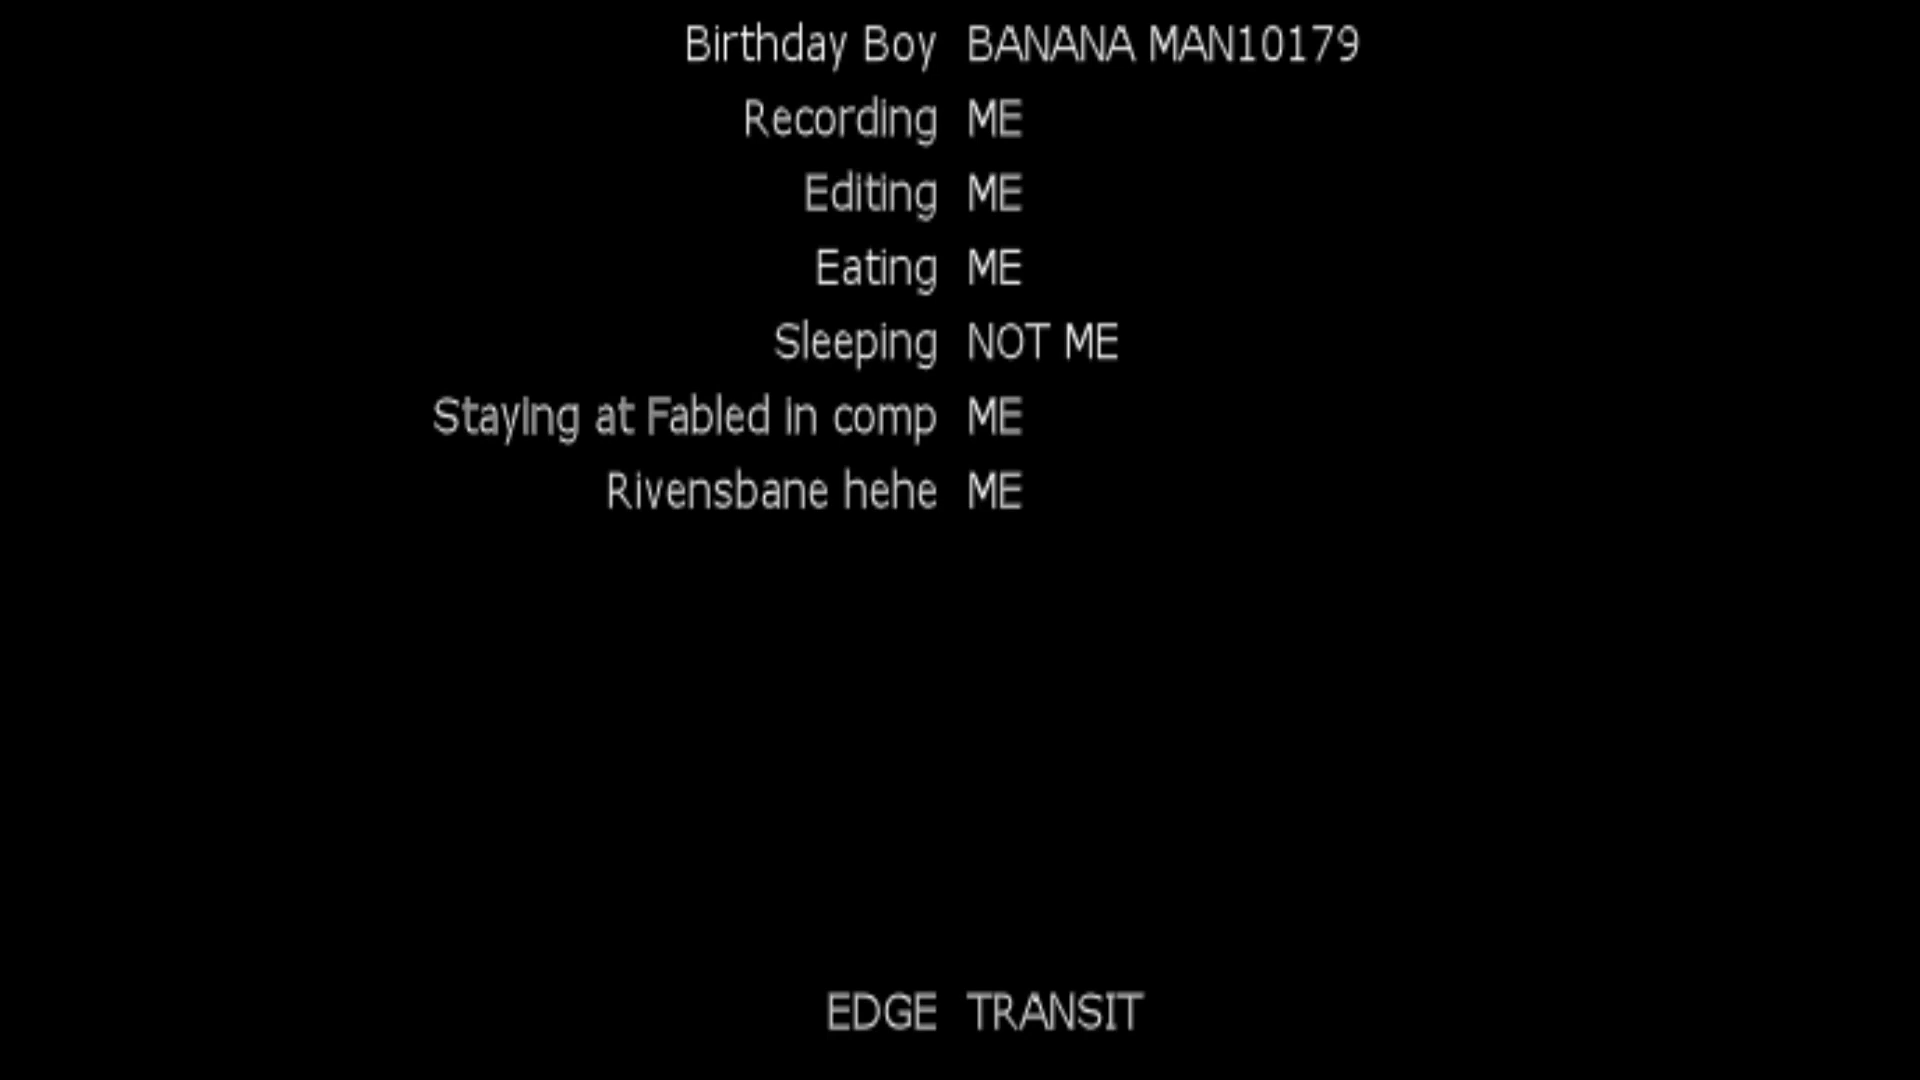 Birthday Boy BANANA MAN10179
Recording ME
Editing ME
Eating ME
Sleeping NOT ME
Staying at Fabled in comp ME
Rivensbane hehe ME
EDGE TRANSIT